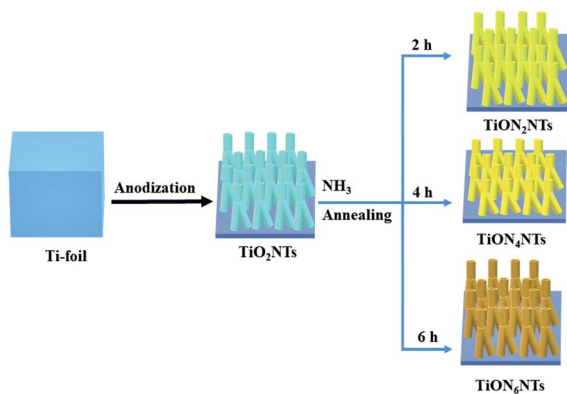 2 h
TiON₂NTs
Anodization
NH₃
4 h
Annealing
Ti-foil
TiO₂NTs
TiON₄NTs
6 h
TiON₆NTs